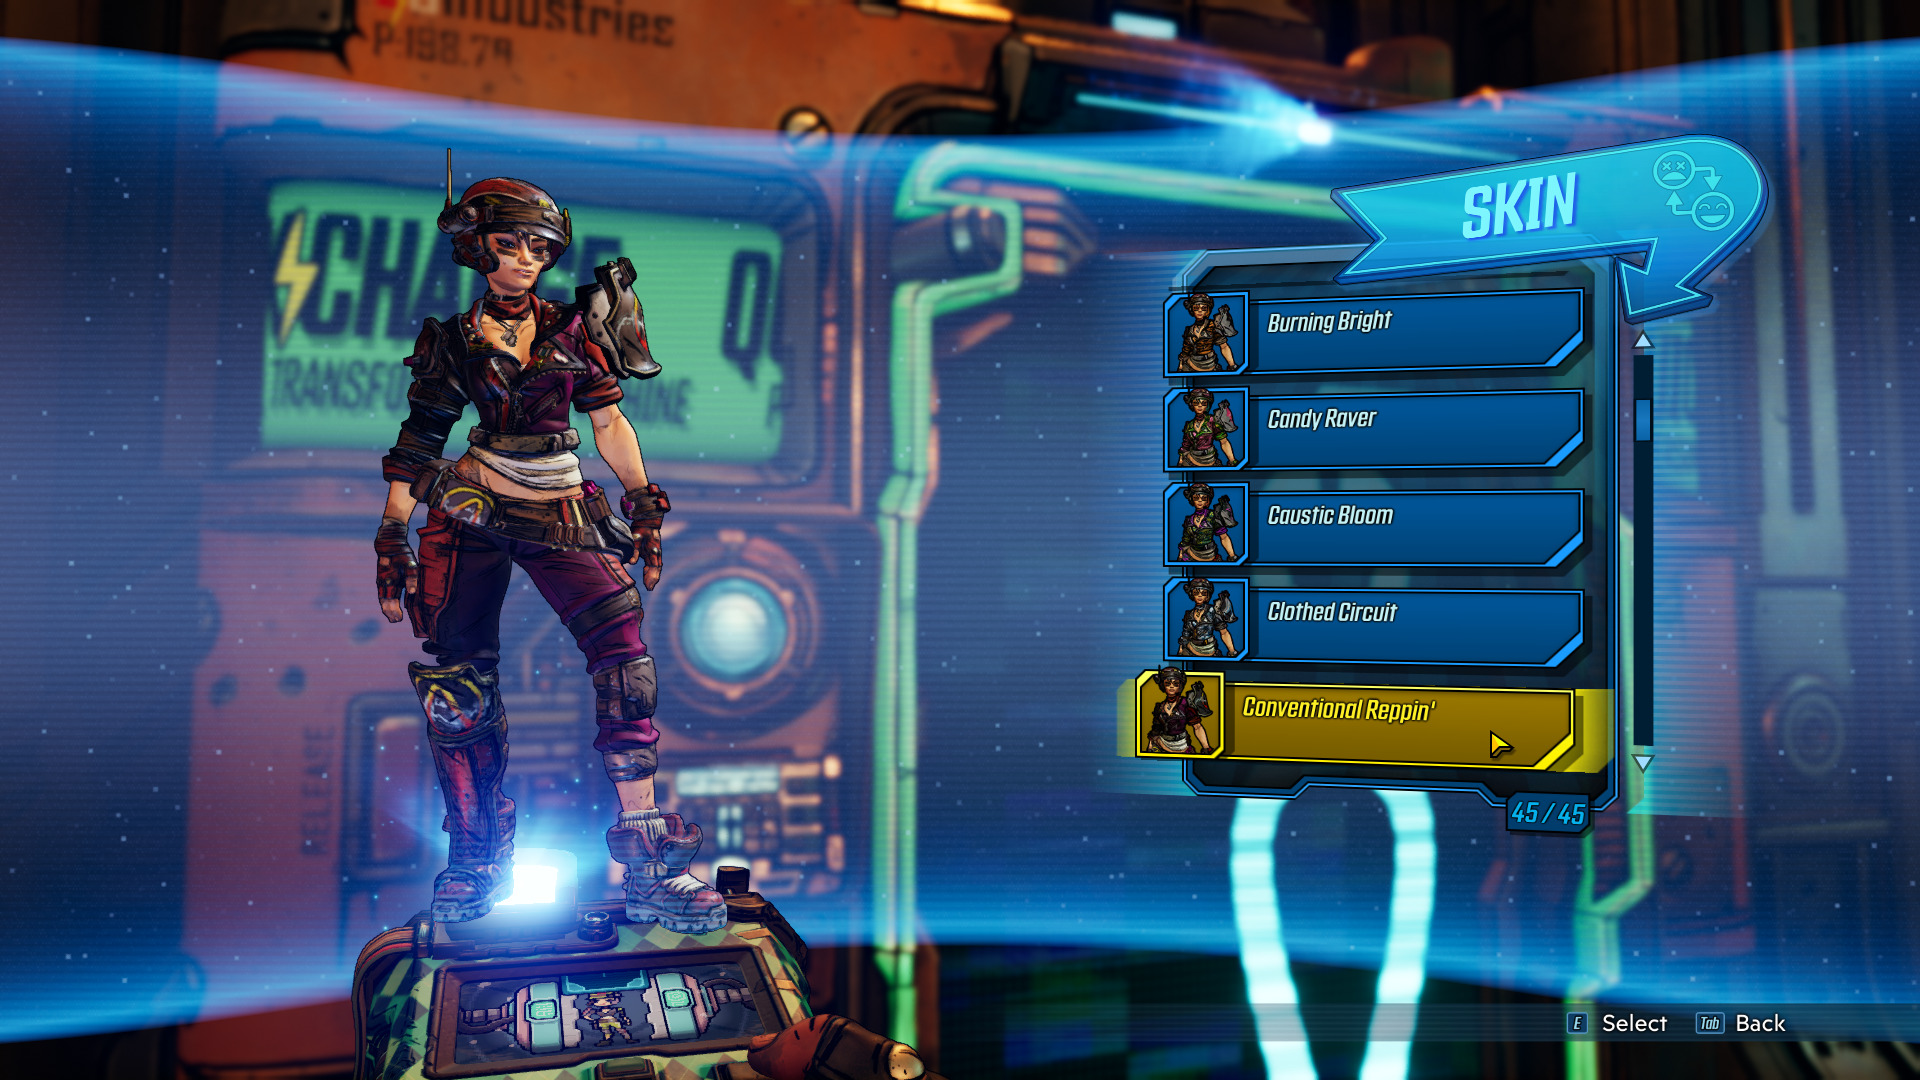 Industries
P-198.79
CHA
Q
TRANSFO
INE
SKIN
Burning Bright
Candy Raver
Caustic Bloom
Clothed Circuit
Conventional Reppin'
45 / 45
RELEASE
E Select Tab Back